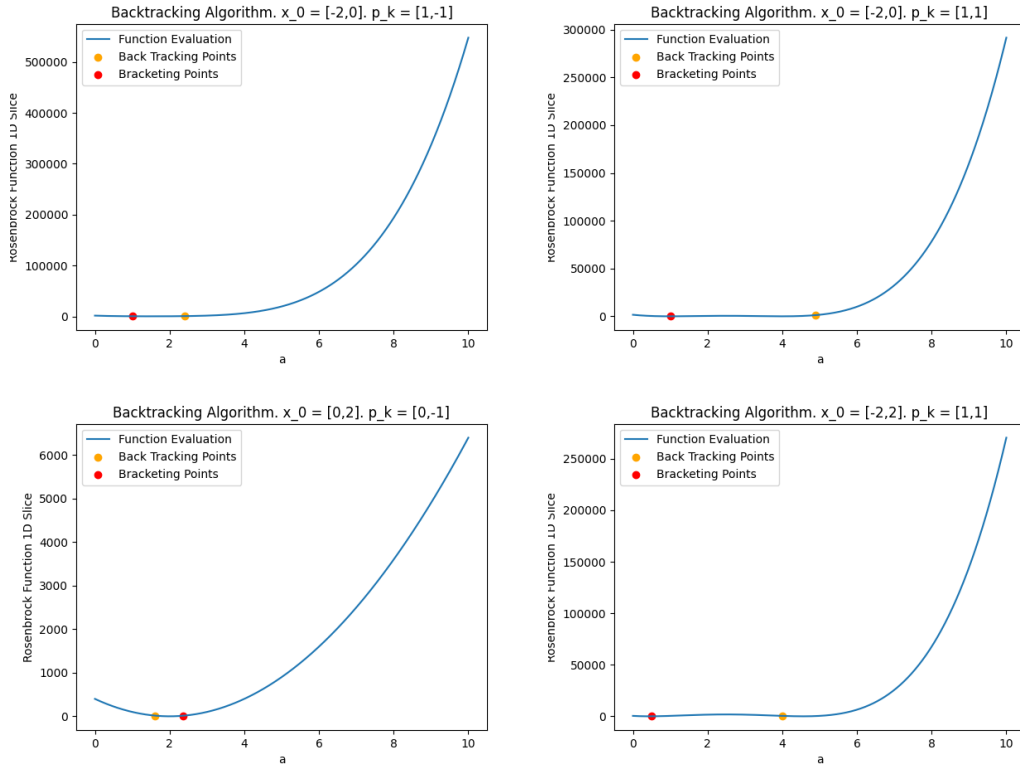 Backtracking Algorithm. x_0 = [-2,0]. p_k = [1,-1]
Function Evaluation
Back Tracking Points
Bracketing Points
Rosenbrock Function 1D Slice
500000
400000
300000
200000
100000
0
0 2 4 6 8 10
a
Backtracking Algorithm. x_0 = [-2,0]. p_k = [1,1]
Function Evaluation
Back Tracking Points
Bracketing Points
Rosenbrock Function 1D Slice
300000
250000
200000
150000
100000
50000
0
0 2 4 6 8 10
a
Backtracking Algorithm. x_0 = [0,2]. p_k = [0,-1]
Function Evaluation
Back Tracking Points
Bracketing Points
Rosenbrock Function 1D Slice
6000
5000
4000
3000
2000
1000
0
0 2 4 6 8 10
a
Backtracking Algorithm. x_0 = [-2,2]. p_k = [1,1]
Function Evaluation
Back Tracking Points
Bracketing Points
Rosenbrock Function 1D Slice
250000
200000
150000
100000
50000
0
0 2 4 6 8 10
a